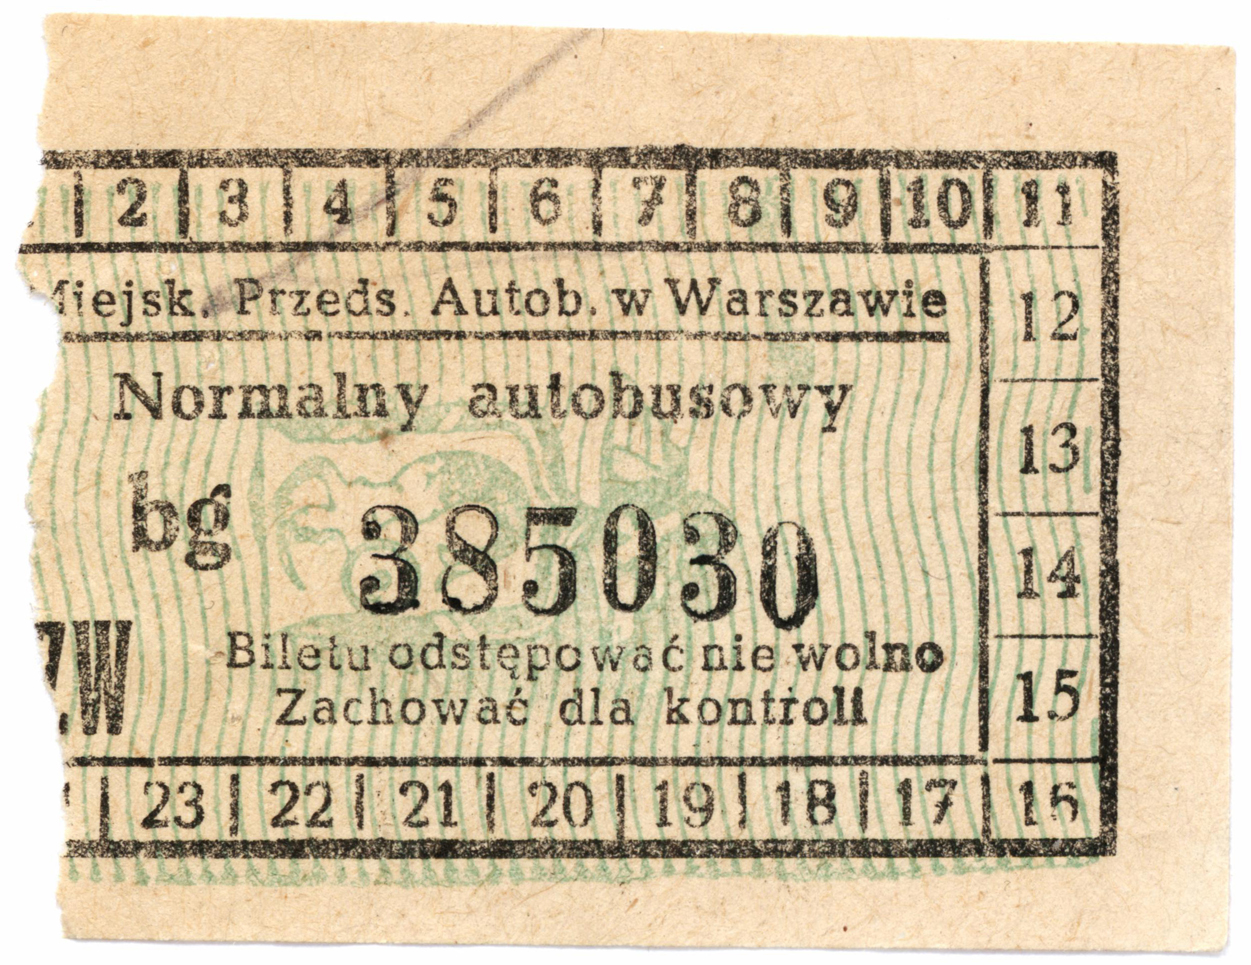 2 3 4 5 6 7 8 9 10 11
Miejsk. Przeds. Autob. w Warszawie
12
Normalny autobusowy
13
bg 385030
14
Biletu odstępować nie wolno
ZW
Zachować dla kontroli
15
23 22 21 20 19 18 17 16